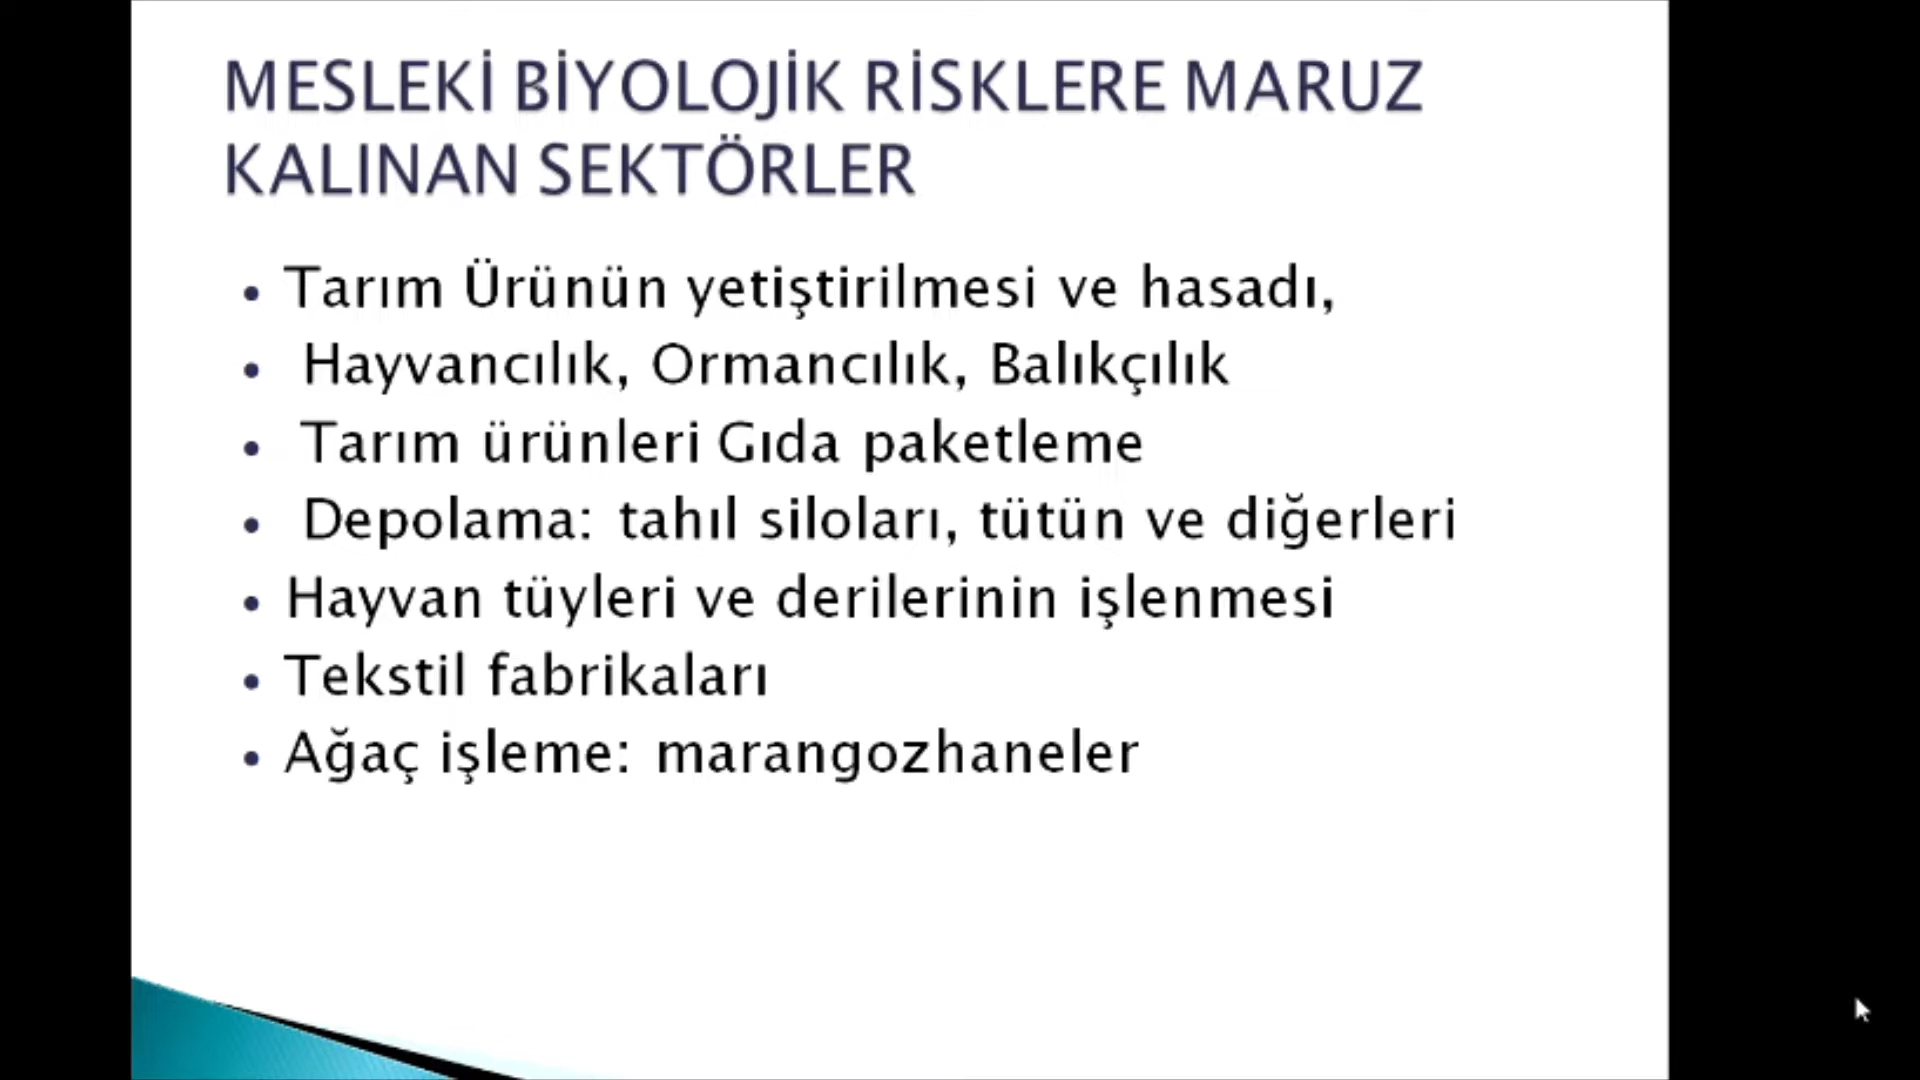 MESLEKİ BİYOLOJİK RİSKLERE MARUZ
KALINAN SEKTÖRLER
• Tarım Ürünün yetiştirilmesi ve hasadı,
• Hayvancılık, Ormancılık, Balıkçılık
• Tarım ürünleri Gıda paketleme
• Depolama: tahıl siloları, tütün ve diğerleri
• Hayvan tüyleri ve derilerinin işlenmesi
• Tekstil fabrikaları
• Ağaç işleme: marangozhaneler